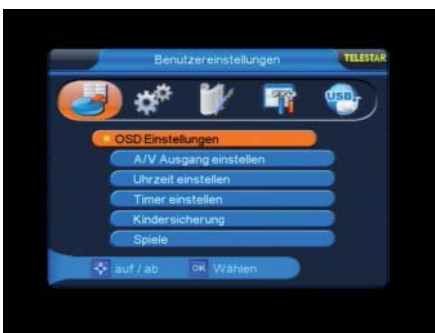 Benutzereinstellungen
TELESTAR
USB
OSD Einstellungen
A/V Ausgang einstellen
Uhrzeit einstellen
Timer einstellen
Kindersicherung
Spiele
auf / ab OK Wählen